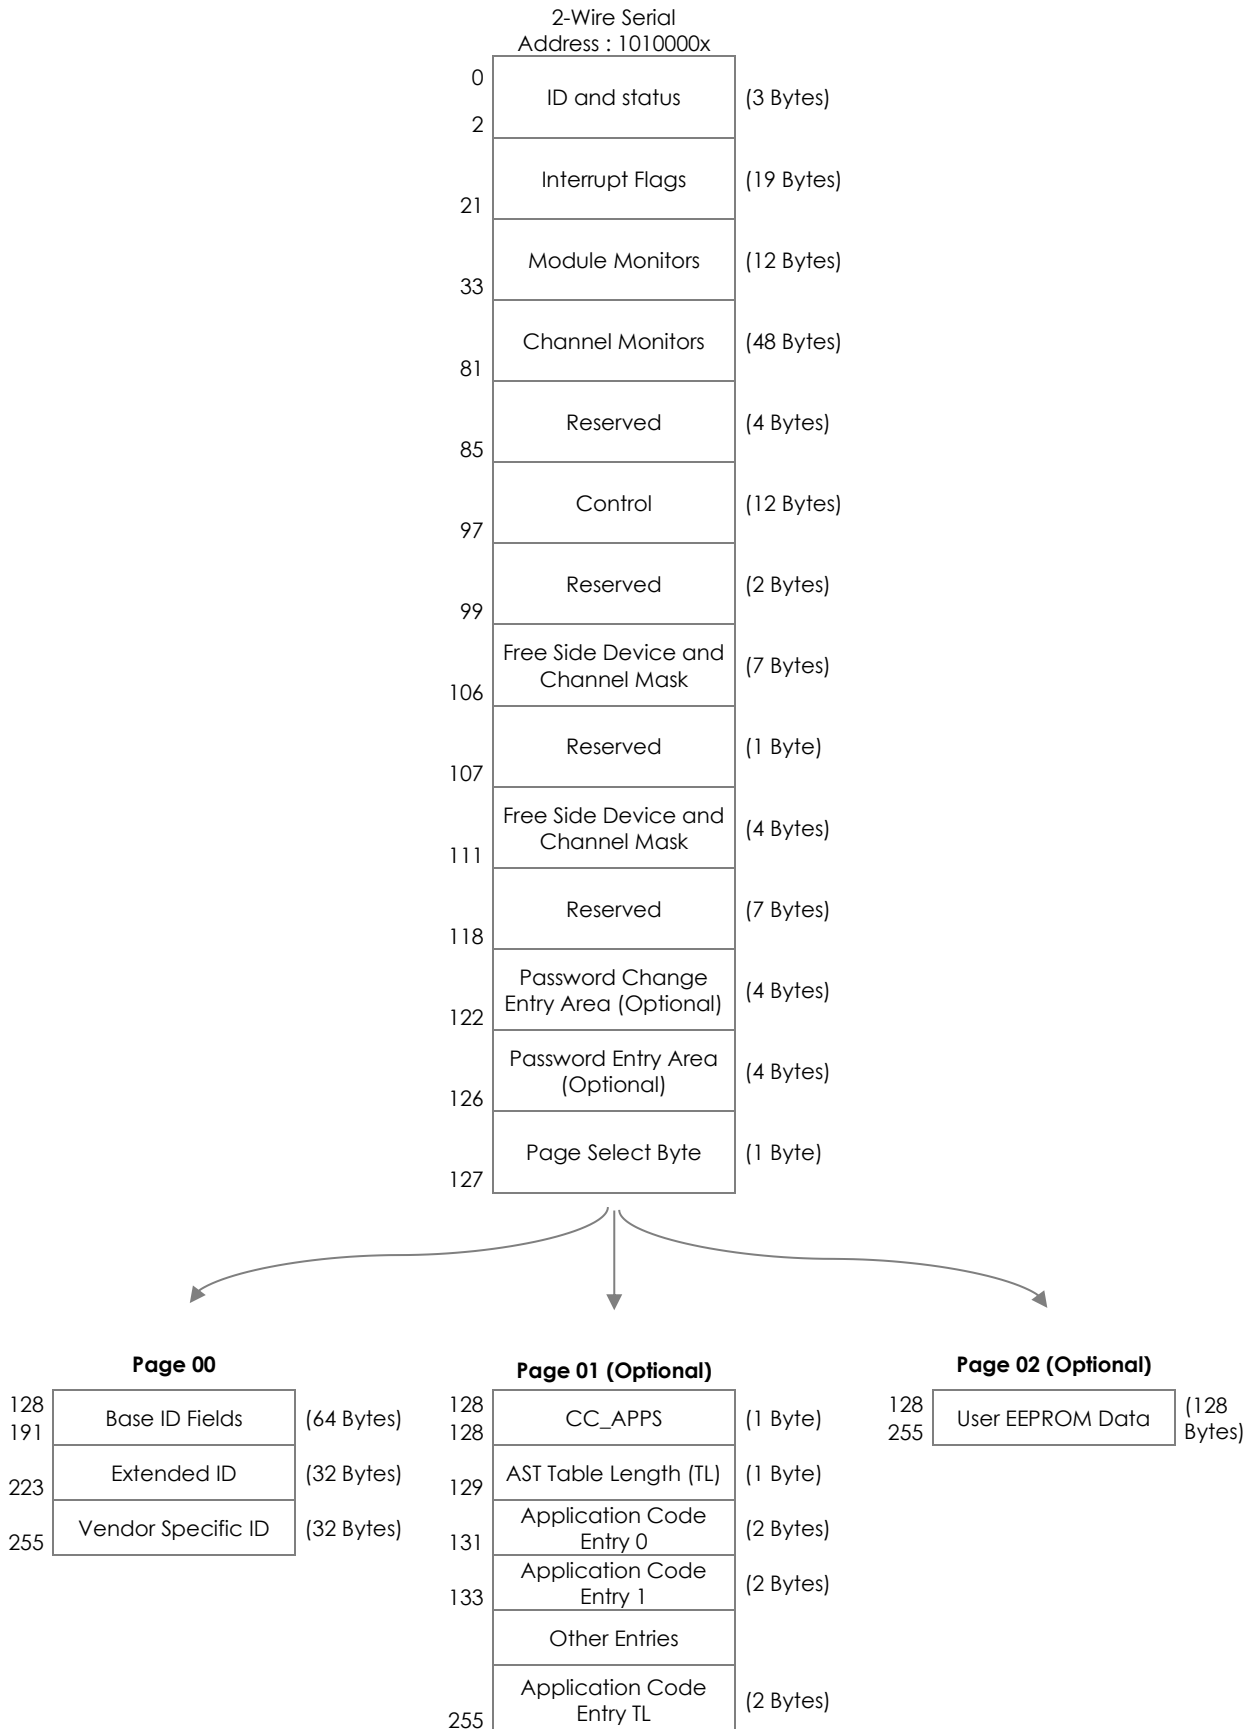 2-Wire Serial
Address : 1010000x
0
ID and status
(3 Bytes)
2
Interrupt Flags
(19 Bytes)
21
Module Monitors
(12 Bytes)
33
Channel Monitors
(48 Bytes)
81
Reserved
(4 Bytes)
85
Control
(12 Bytes)
97
Reserved
(2 Bytes)
99
Free Side Device and
Channel Mask
(7 Bytes)
106
Reserved
(1 Byte)
107
Free Side Device and
Channel Mask
(4 Bytes)
111
Reserved
(7 Bytes)
118
Password Change
Entry Area (Optional)
(4 Bytes)
122
Password Entry Area
(Optional)
(4 Bytes)
126
Page Select Byte
(1 Byte)
127
Page 00
128
Base ID Fields
(64 Bytes)
191
Extended ID
(32 Bytes)
223
Vendor Specific ID
(32 Bytes)
255
Page 01 (Optional)
128
CC_APPS
(1 Byte)
128
AST Table Length (TL)
(1 Byte)
129
Application Code
Entry 0
(2 Bytes)
131
Application Code
Entry 1
(2 Bytes)
133
Other Entries
Application Code
Entry TL
(2 Bytes)
255
Page 02 (Optional)
128
User EEPROM Data
(128
Bytes)
255